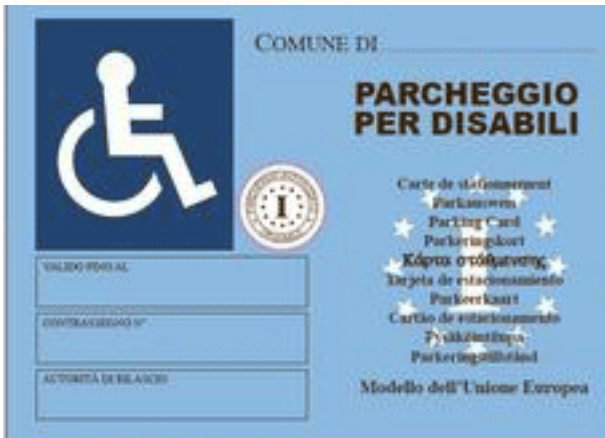 COMUNE DI
PARCHEGGIO
PER DISABILI
I
Carte de stationnement
Parkausweis
Parking Card
Parkeringskort
Κάρτα στάθμευσης
Tarjeta de estacionamiento
Parkeerkaart
Cartão de estacionamento
Pysäköintilupa
Parkeringstillstånd
Modello dell'Unione Europea
VALIDO FINO AL
CONTRASSEGNO N°
AUTORITÀ DI RILASCIO